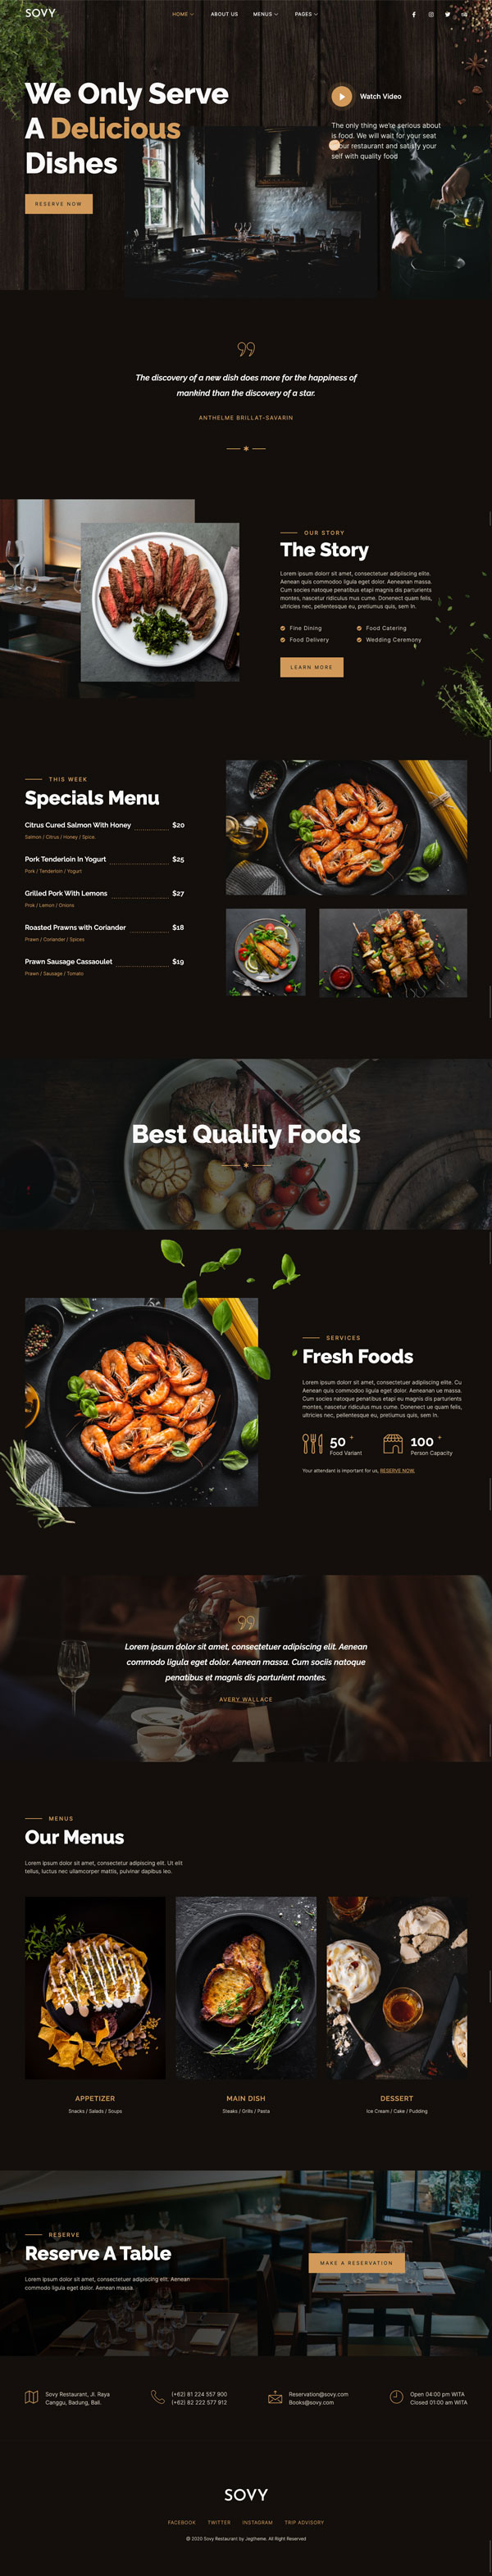 SOVY
HOME
ABOUT US
MENUS
PAGES
We Only Serve
A Delicious
Dishes
RESERVE NOW
Watch Video
The only thing we're serious about
is food. We will wait for your seat
our restaurant and satisfy your
self with quality food
The discovery of a new dish does more for the happiness of
mankind than the discovery of a star.
ANTHELME BRILLAT-SAVARIN
OUR STORY
The Story
Lorem ipsum dolorr sit amet, consectetuer adipiscing elite.
Aenean quis commodoo ligula eget dolor. Aeneanan massa.
Cum socies natoque penatibus etapi magnis dis parturients
montes, nascetur ridiculus mus cume. Donenect quam felis,
ultricies nec, pellentesque eu, pretiumus quis, sem in.
Fine Dining
Food Catering
Food Delivery
Wedding Ceremony
LEARN MORE
THIS WEEK
Specials Menu
Citrus Cured Salmon With Honey $20
Salmon / Citrus / Honey / Spice.
Pork Tenderloin In Yogurt $25
Pork / Tenderloin / Yogurt
Grilled Pork With Lemons $27
Prok / Lemon / Onions
Roasted Prawns with Coriander $18
Prawn / Coriander / Spices
Prawn Sausage Cassaoulet $19
Prawn / Sausage / Tomato
Best Quality Foods
SERVICES
Fresh Foods
Lorem ipsum dolorr sit amet, consectetuer adipiscing elite. Cu
Aenean quis commodoo ligula eget dolor. Aeneanan ue massa.
Cum socies natoque penatibus etapi eu magnis dis parturients
montes, nascetur ridiculus mus cume. Donenect ue quam felis,
ultricies nec, pellentesque eu, pretiumus quis, sem in.
50 +
Food Variant
100 +
Person Capacity
Your attendant is important for us, RESERVE NOW.
Lorem ipsum dolor sit amet, consectetuer adipiscing elit. Aenean
commodo ligula eget dolor. Aenean massa. Cum sociis natoque
penatibus et magnis dis parturient montes.
AVERY WALLACE
MENUS
Our Menus
Lorem ipsum dolor sit amet, consectetur adipiscing elit. Ut elit
tellus, luctus nec ullamcorper mattis, pulvinar dapibus leo.
APPETIZER
Snacks / Salads / Soups
MAIN DISH
Steaks / Grills / Pasta
DESSERT
Ice Cream / Cake / Pudding
RESERVE
Reserve A Table
Lorem ipsum dolor sit amet, consectetuer adipiscing elit. Aenean
commodo ligula eget dolor. Aenean massa.
MAKE A RESERVATION
Sovy Restaurant, Jl. Raya
Canggu, Badung, Bali.
(+62) 81 224 557 800
(+62) 82 222 577 912
Reservation@sovy.com
Books@sovy.com
Open 04:00 pm WITA
Closed 01:00 am WITA
SOVY
FACEBOOK
TWITTER
INSTAGRAM
TRIP ADVISORY
© 2020 Sovy Restaurant by Jegtheme. All Right Reserved